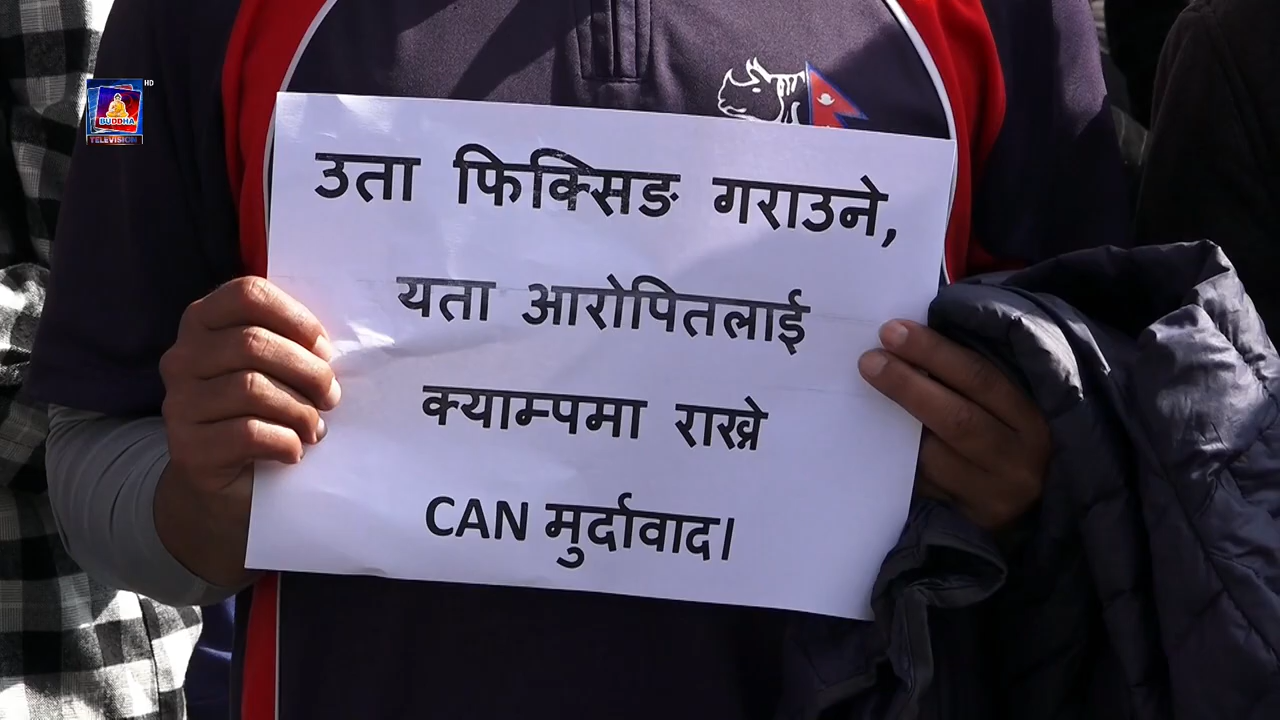 HD
BUDDHA
TELEVISION
उता फिक्सिङ गराउने,
यता आरोपितलाई
क्याम्पमा राख्ने
CAN मुर्दावाद।